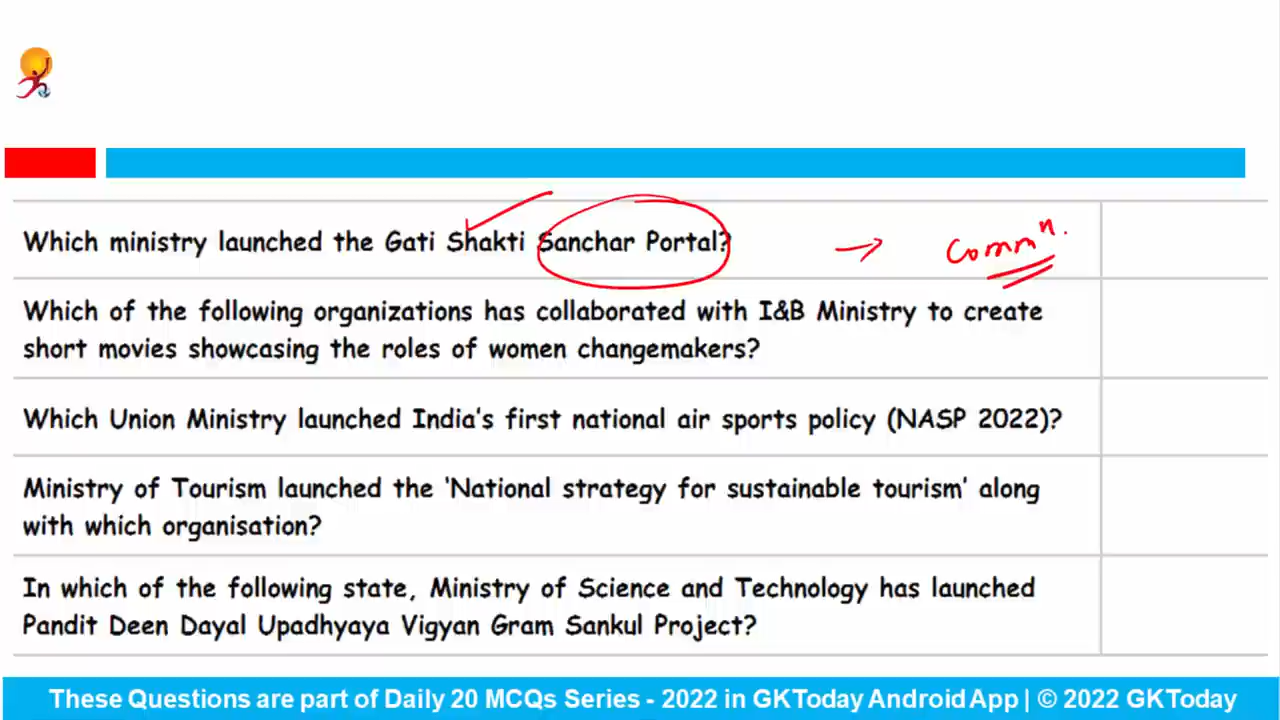 Which ministry launched the Gati Shakti Sanchar Portal? → Commⁿ.
Which of the following organizations has collaborated with I&B Ministry to create
short movies showcasing the roles of women changemakers?
Which Union Ministry launched India's first national air sports policy (NASP 2022)?
Ministry of Tourism launched the 'National strategy for sustainable tourism' along
with which organisation?
In which of the following state, Ministry of Science and Technology has launched
Pandit Deen Dayal Upadhyaya Vigyan Gram Sankul Project?
These Questions are part of Daily 20 MCQs Series - 2022 in GKToday Android App | © 2022 GKToday